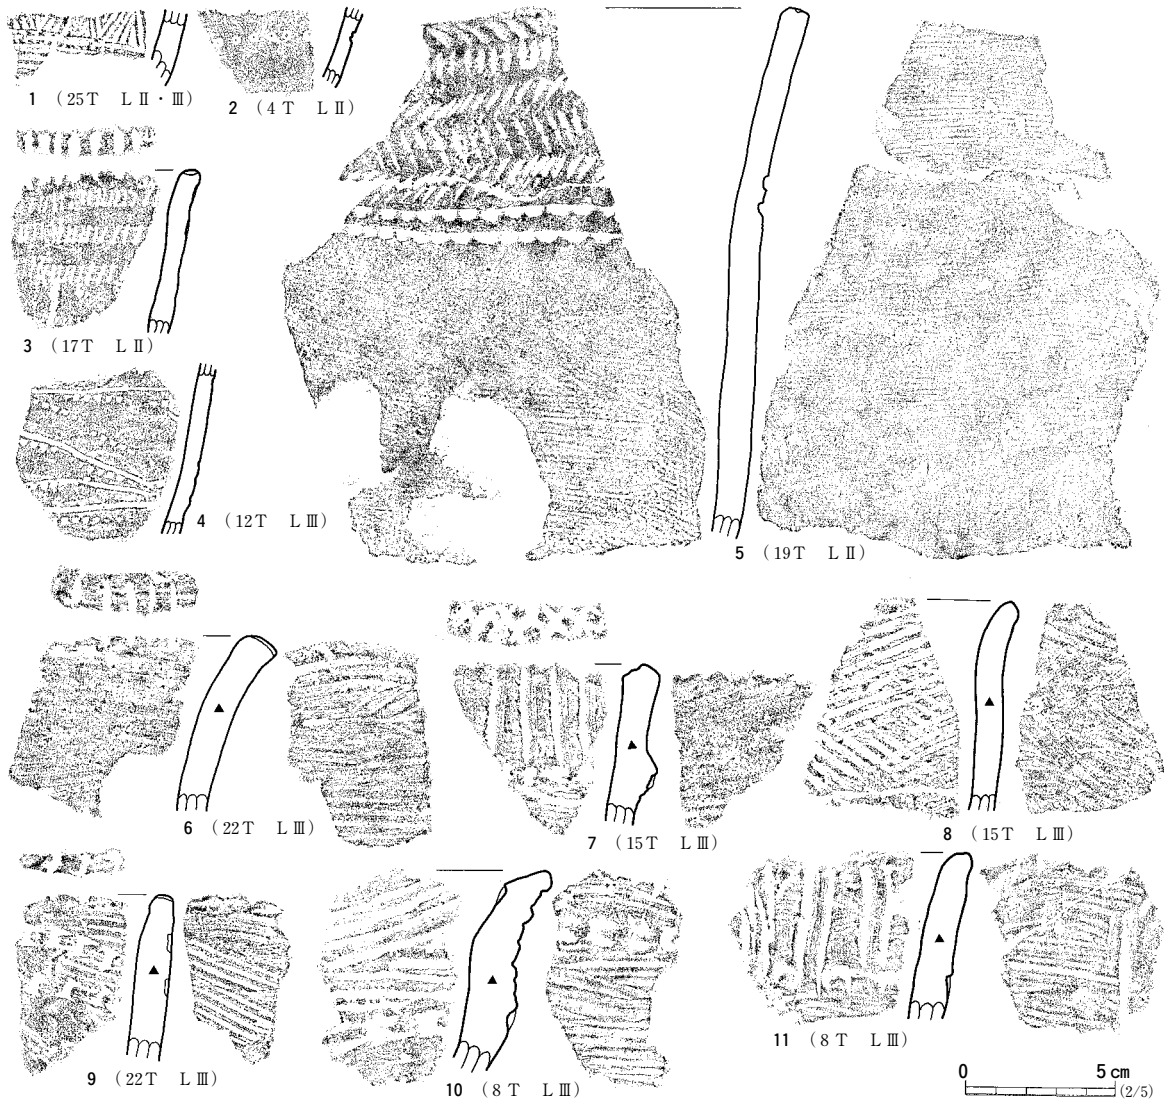 1 (25T LⅡ・Ⅲ)
2 (4T LⅡ)
3 (17T LⅡ)
4 (12T LⅢ)
5 (19T LⅡ)
6 (22T LⅢ)
7 (15T LⅢ)
8 (15T LⅢ)
9 (22T LⅢ)
10 (8T LⅢ)
11 (8T LⅢ)
0 5cm
(2/5)